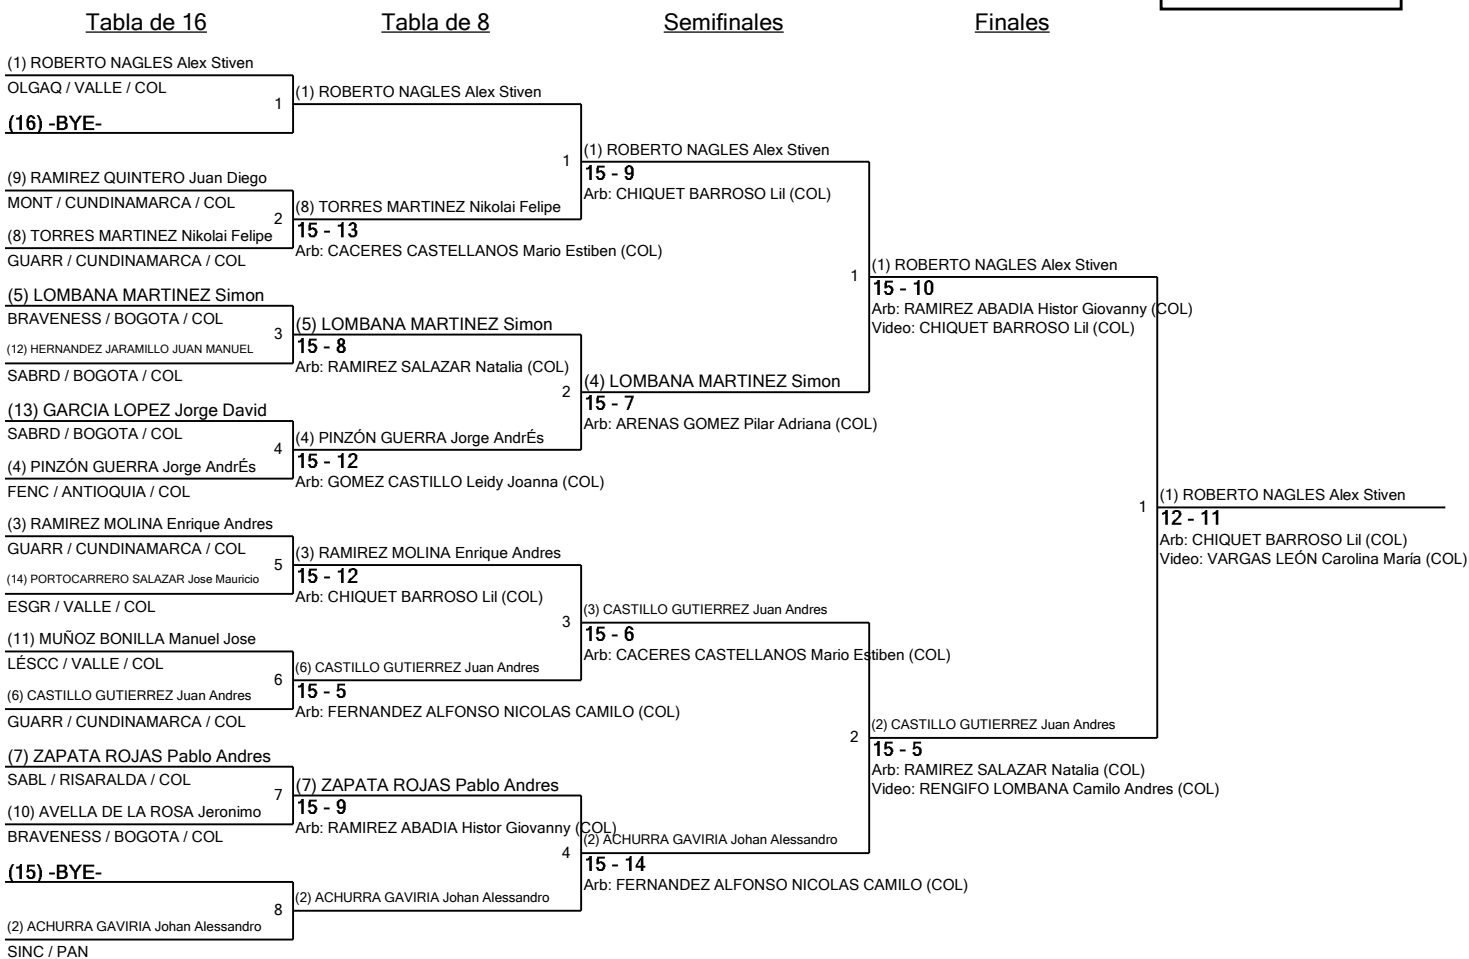 Tabla de 16
Tabla de 8
Semifinales
Finales
(1) ROBERTO NAGLES Alex Stiven
OLGAQ / VALLE / COL
1
(16) -BYE-
(9) RAMIREZ QUINTERO Juan Diego
MONT / CUNDINAMARCA / COL
2
(8) TORRES MARTINEZ Nikolai Felipe
GUARR / CUNDINAMARCA / COL
(5) LOMBANA MARTINEZ Simon
BRAVENESS / BOGOTA / COL
3
(12) HERNANDEZ JARAMILLO JUAN MANUEL
SABRD / BOGOTA / COL
(13) GARCIA LOPEZ Jorge David
SABRD / BOGOTA / COL
4
(4) PINZÓN GUERRA Jorge AndrÉs
FENC / ANTIOQUIA / COL
(3) RAMIREZ MOLINA Enrique Andres
GUARR / CUNDINAMARCA / COL
5
(14) PORTOCARRERO SALAZAR Jose Mauricio
ESGR / VALLE / COL
(11) MUÑOZ BONILLA Manuel Jose
LÉSCC / VALLE / COL
6
(6) CASTILLO GUTIERREZ Juan Andres
GUARR / CUNDINAMARCA / COL
(7) ZAPATA ROJAS Pablo Andres
SABL / RISARALDA / COL
7
(10) AVELLA DE LA ROSA Jeronimo
BRAVENESS / BOGOTA / COL
(15) -BYE-
8
(2) ACHURRA GAVIRIA Johan Alessandro
SINC / PAN
(1) ROBERTO NAGLES Alex Stiven
1
(8) TORRES MARTINEZ Nikolai Felipe
15 - 13
Arb: CACERES CASTELLANOS Mario Estiben (COL)
(5) LOMBANA MARTINEZ Simon
15 - 8
Arb: RAMIREZ SALAZAR Natalia (COL)
2
(4) PINZÓN GUERRA Jorge AndrÉs
15 - 12
Arb: GOMEZ CASTILLO Leidy Joanna (COL)
(3) RAMIREZ MOLINA Enrique Andres
15 - 12
Arb: CHIQUET BARROSO Lil (COL)
3
(6) CASTILLO GUTIERREZ Juan Andres
15 - 5
Arb: FERNANDEZ ALFONSO NICOLAS CAMILO (COL)
(7) ZAPATA ROJAS Pablo Andres
15 - 9
Arb: RAMIREZ ABADIA Histor Giovanny (COL)
4
(2) ACHURRA GAVIRIA Johan Alessandro
(1) ROBERTO NAGLES Alex Stiven
15 - 9
Arb: CHIQUET BARROSO Lil (COL)
1
(4) LOMBANA MARTINEZ Simon
15 - 7
Arb: ARENAS GOMEZ Pilar Adriana (COL)
(3) CASTILLO GUTIERREZ Juan Andres
15 - 6
Arb: CACERES CASTELLANOS Mario Estiben (COL)
2
(2) ACHURRA GAVIRIA Johan Alessandro
15 - 14
Arb: FERNANDEZ ALFONSO NICOLAS CAMILO (COL)
(1) ROBERTO NAGLES Alex Stiven
15 - 10
Arb: RAMIREZ ABADIA Histor Giovanny (COL)
Video: CHIQUET BARROSO Lil (COL)
1
(2) CASTILLO GUTIERREZ Juan Andres
15 - 5
Arb: RAMIREZ SALAZAR Natalia (COL)
Video: RENGIFO LOMBANA Camilo Andres (COL)
(1) ROBERTO NAGLES Alex Stiven
12 - 11
Arb: CHIQUET BARROSO Lil (COL)
Video: VARGAS LEÓN Carolina María (COL)